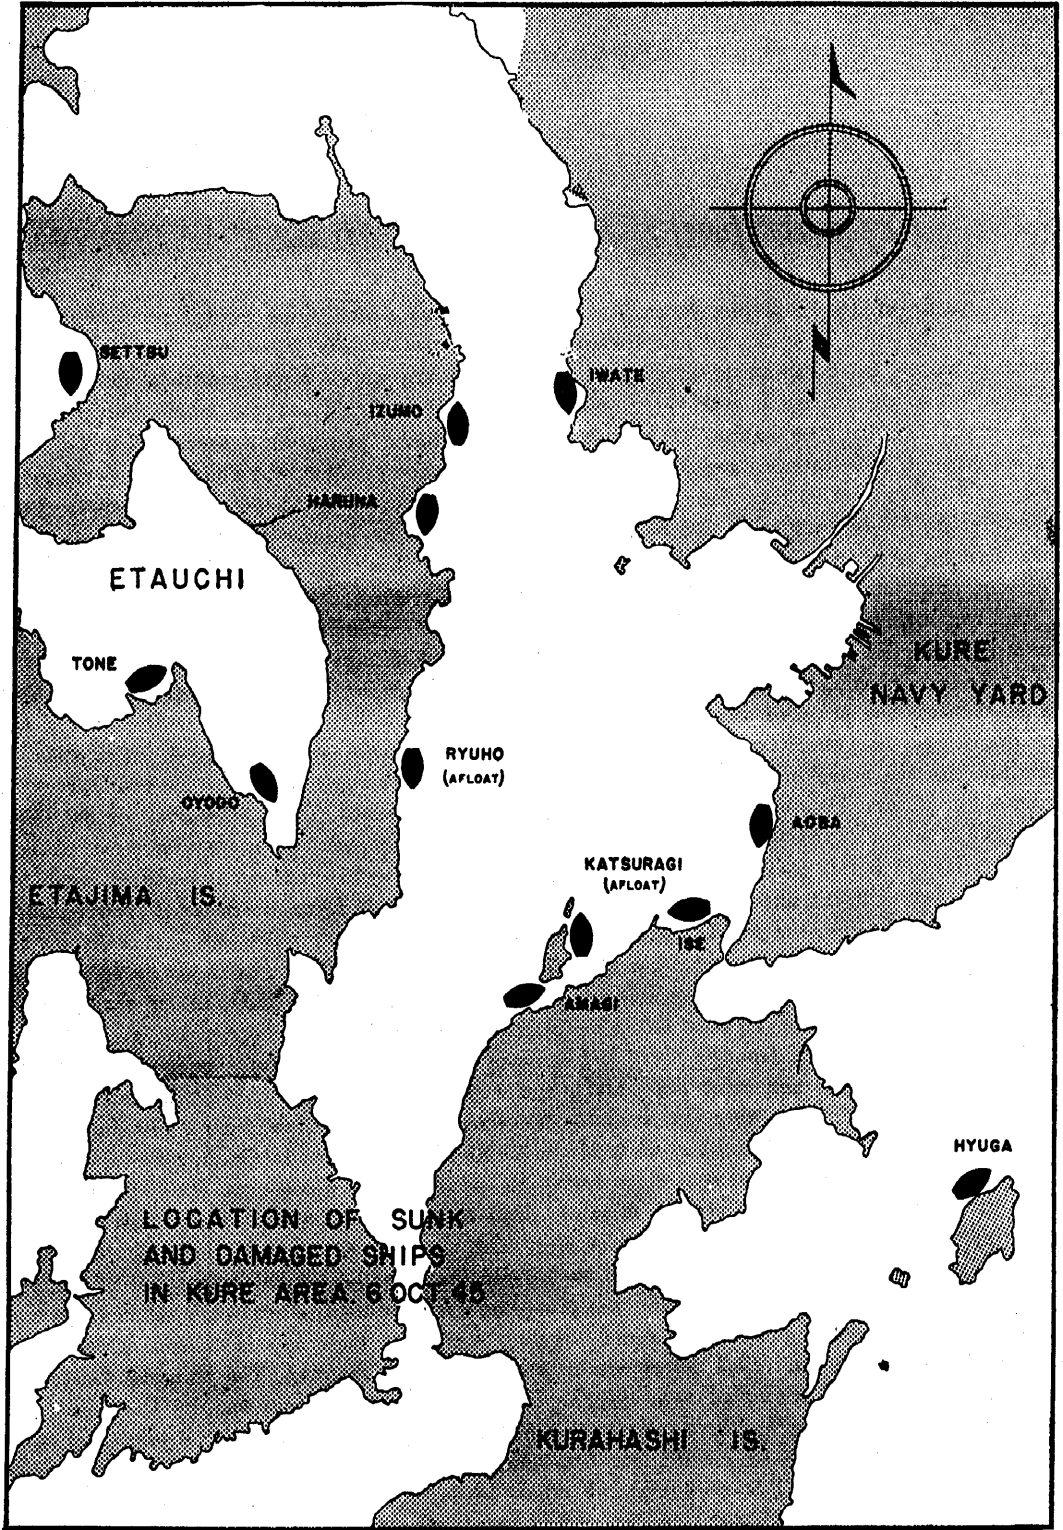 SETTSU
IWATE
IZUMO
HARUNA
ETAUCHI
KURE
NAVY YARD
TONE
RYUHO
(AFLOAT)
OYODO
AOBA
KATSURAGI
(AFLOAT)
ETAJIMA IS.
ISE
AMAGI
HYUGA
LOCATION OF SUNK
AND DAMAGED SHIPS
IN KURE AREA. 6 OCT. 45
KURAHASHI IS.
N